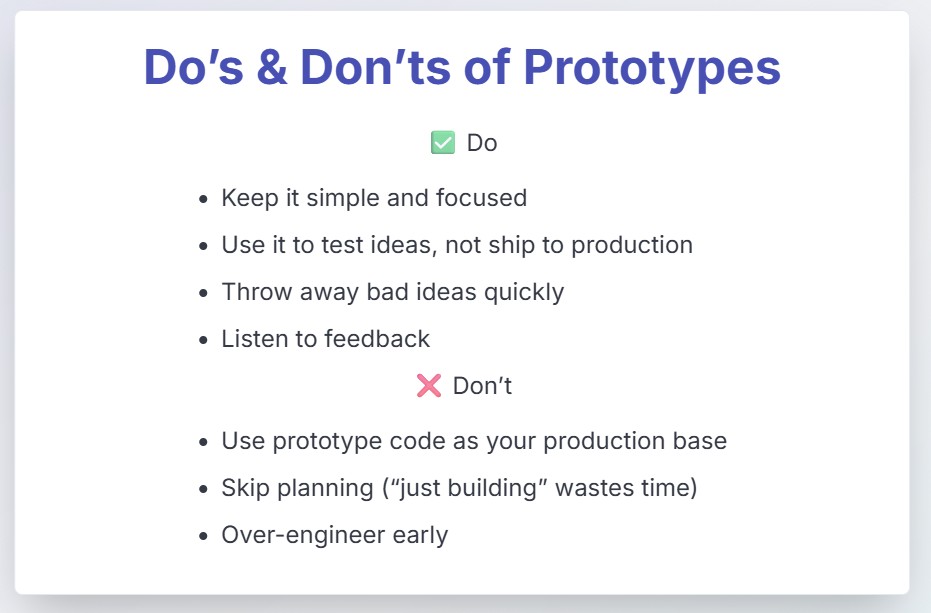 Do’s & Don’ts of Prototypes
✅ Do
• Keep it simple and focused
• Use it to test ideas, not ship to production
• Throw away bad ideas quickly
• Listen to feedback
❌ Don’t
• Use prototype code as your production base
• Skip planning (“just building” wastes time)
• Over-engineer early